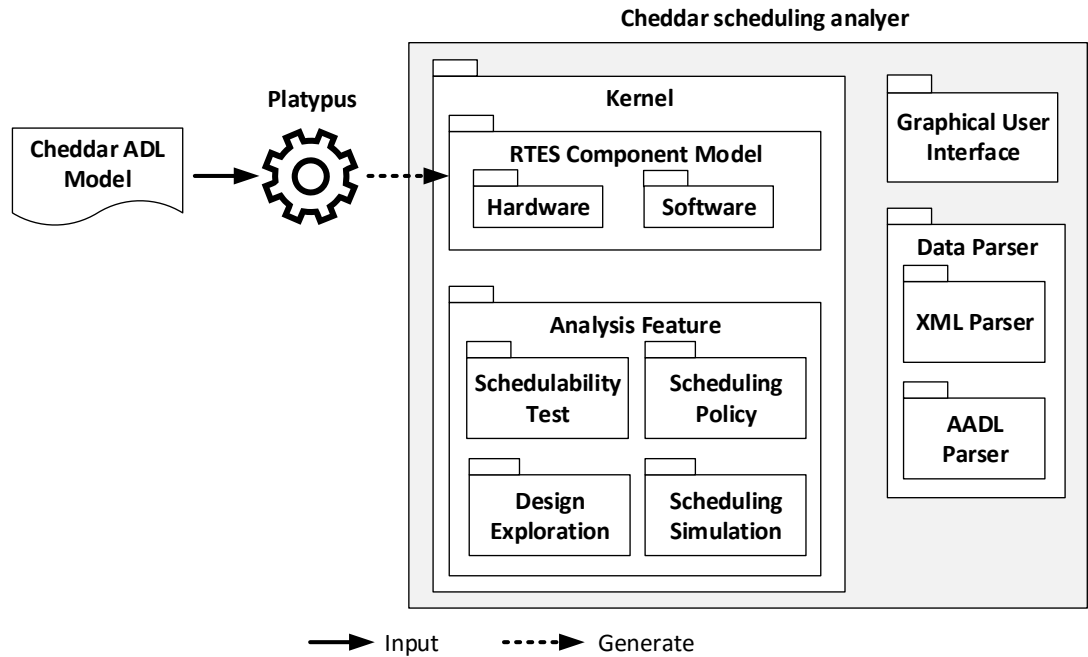 Cheddar scheduling analyer
Platypus
Cheddar ADL
Model
Kernel
RTES Component Model
Hardware
Software
Analysis Feature
Schedulability
Test
Scheduling
Policy
Design
Exploration
Scheduling
Simulation
Graphical User
Interface
Data Parser
XML Parser
AADL
Parser
Input
Generate